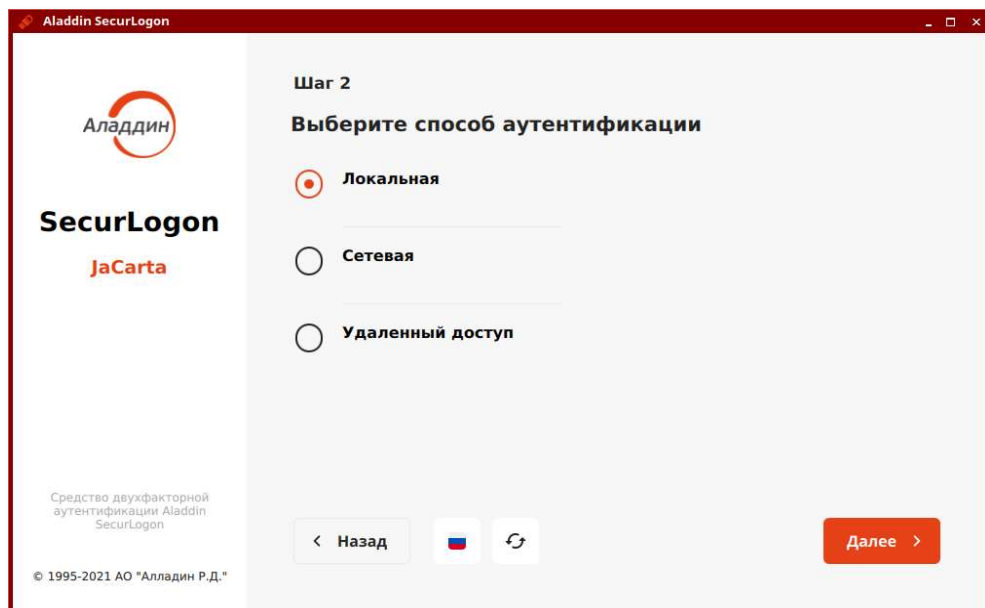 Aladdin SecurLogon
Аладдин
SecurLogon
JaCarta
Средство двухфакторной
аутентификации Aladdin
SecurLogon
© 1995-2021 АО "Алладин Р.Д."
Шаг 2
Выберите способ аутентификации
Локальная
Сетевая
Удаленный доступ
Назад
Далее